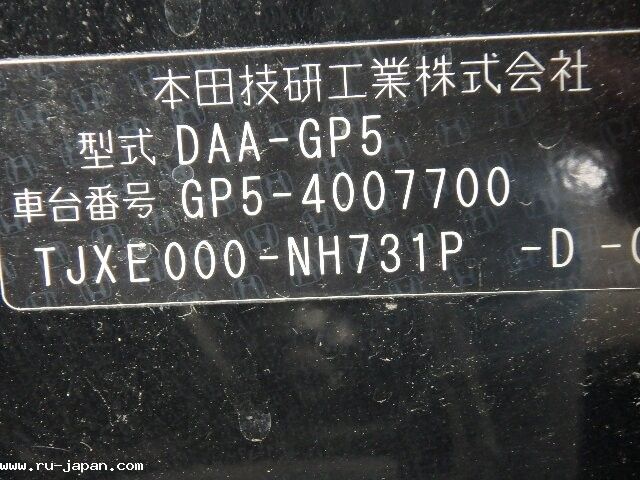 本田技研工業株式会社
型式 DAA-GP5
車台番号 GP5-4007700
TJXE000-NH731P -D -
www.ru-japan.com